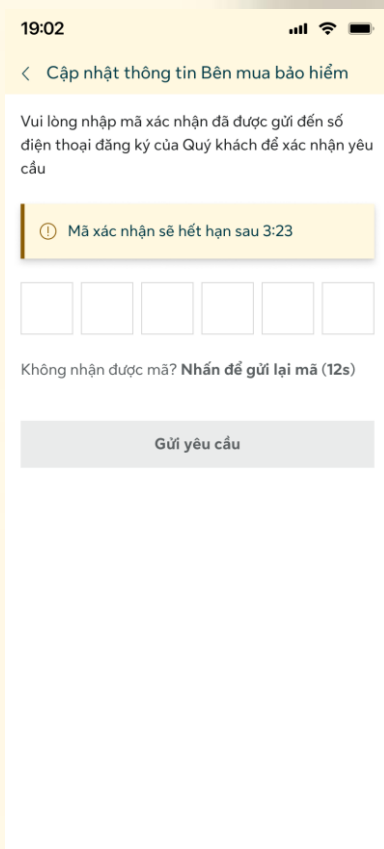 19:02
Cập nhật thông tin Bên mua bảo hiểm
Vui lòng nhập mã xác nhận đã được gửi đến số
điện thoại đăng ký của Quý khách để xác nhận yêu
cầu
Mã xác nhận sẽ hết hạn sau 3:23
Không nhận được mã? Nhấn để gửi lại mã (12s)
Gửi yêu cầu